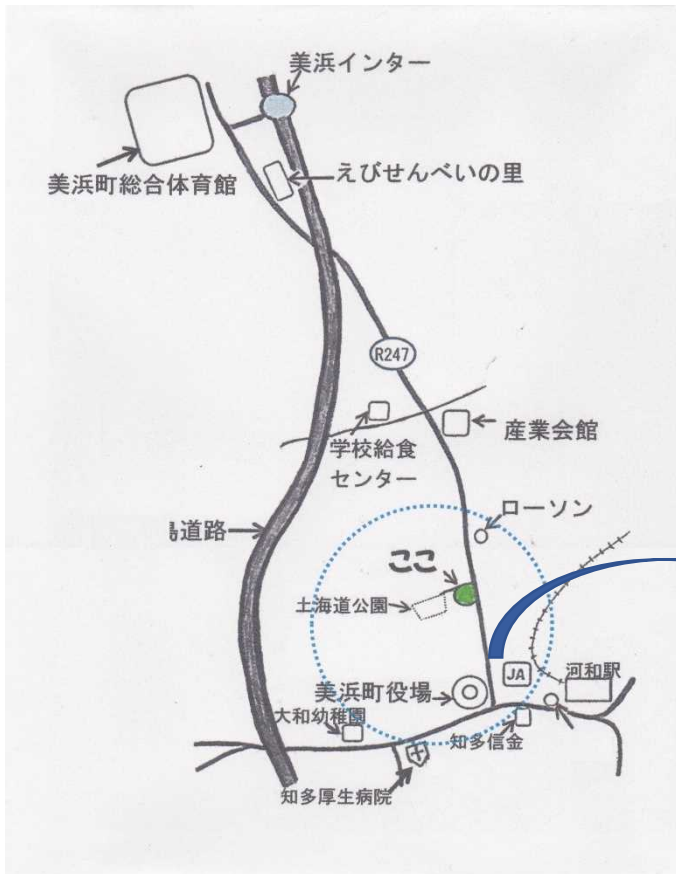 美浜インター
美浜町総合体育館
えびせんべいの里
R247
産業会館
学校給食
センター
ローソン
道路
ここ
土海道公園
JA
河和駅
美浜町役場
大和幼稚園
知多信金
知多厚生病院